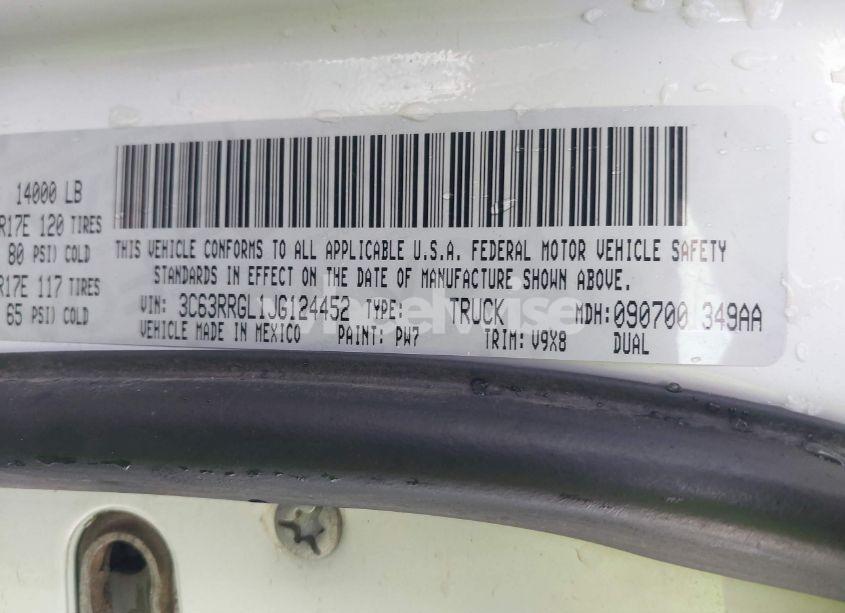 14000 LB
R17E 120 TIRES
80 PSI) COLD
R17E 117 TIRES
65 PSI) COLD
THIS VEHICLE CONFORMS TO ALL APPLICABLE U.S.A. FEDERAL MOTOR VEHICLE SAFETY
STANDARDS IN EFFECT ON THE DATE OF MANUFACTURE SHOWN ABOVE.
VIN: 3C63RRGL1JG124452 TYPE: TRUCK MDH: 090700 349AA
VEHICLE MADE IN MEXICO PAINT: PW7 TRIM: V9X8 DUAL